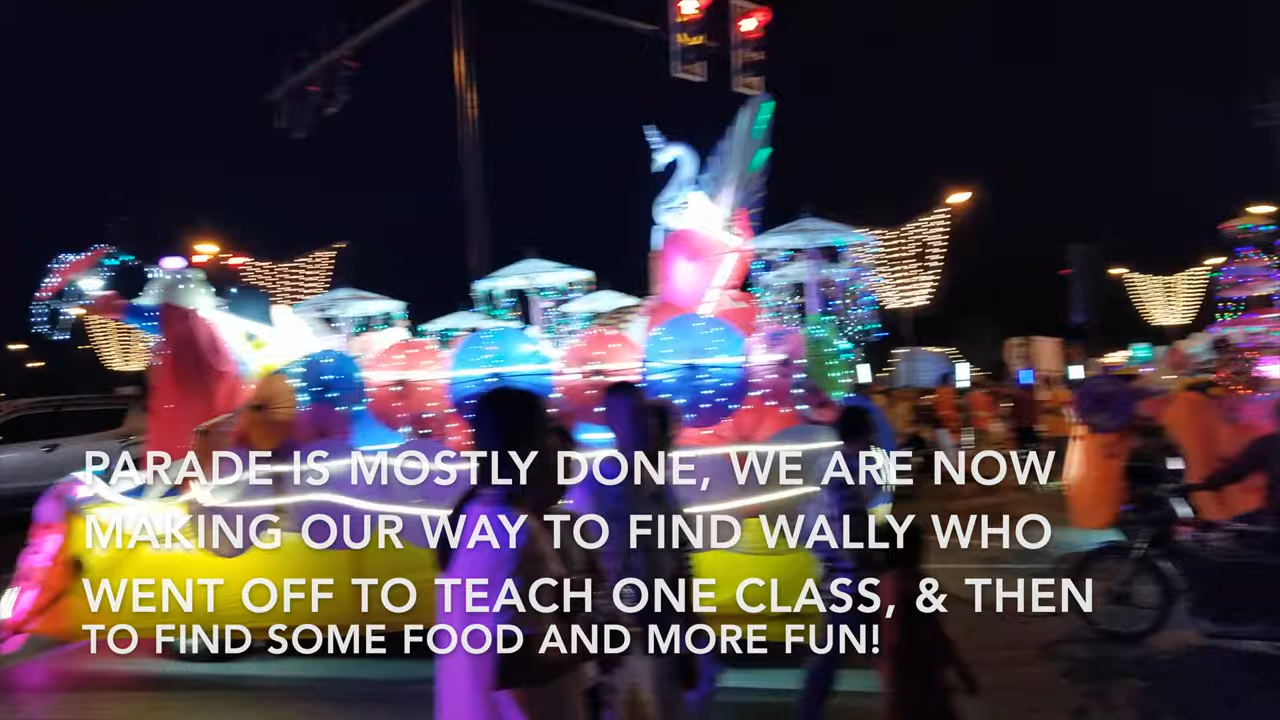 PARADE IS MOSTLY DONE, WE ARE NOW
MAKING OUR WAY TO FIND WALLY WHO
WENT OFF TO TEACH ONE CLASS, & THEN
TO FIND SOME FOOD AND MORE FUN!